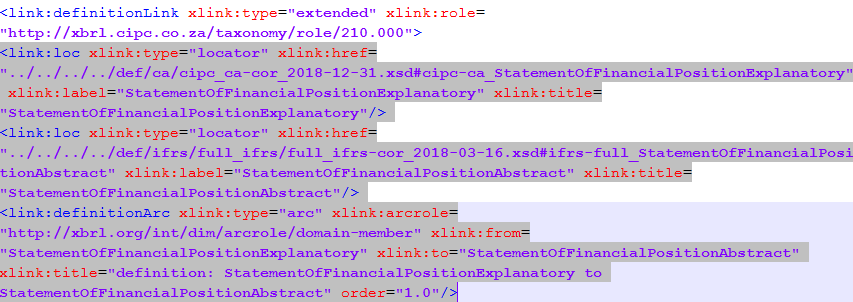 <link:definitionLink xlink:type="extended" xlink:role=
"http://xbrl.cipc.co.za/taxonomy/role/210.000">
<link:loc xlink:type="locator" xlink:href=
"../../../../def/ca/cipc_ca-cor_2018-12-31.xsd#cipc-ca_StatementOfFinancialPositionExplanatory"
xlink:label="StatementOfFinancialPositionExplanatory" xlink:title=
"StatementOfFinancialPositionExplanatory"/>
<link:loc xlink:type="locator" xlink:href=
"../../../../def/ifrs/full_ifrs/full_ifrs-cor_2018-03-16.xsd#ifrs-full_StatementOfFinancialPosi
tionAbstract" xlink:label="StatementOfFinancialPositionAbstract" xlink:title=
"StatementOfFinancialPositionAbstract"/>
<link:definitionArc xlink:type="arc" xlink:arcrole=
"http://xbrl.org/int/dim/arcrole/domain-member" xlink:from=
"StatementOfFinancialPositionExplanatory" xlink:to="StatementOfFinancialPositionAbstract"
xlink:title="definition: StatementOfFinancialPositionExplanatory to
StatementOfFinancialPositionAbstract" order="1.0"/>